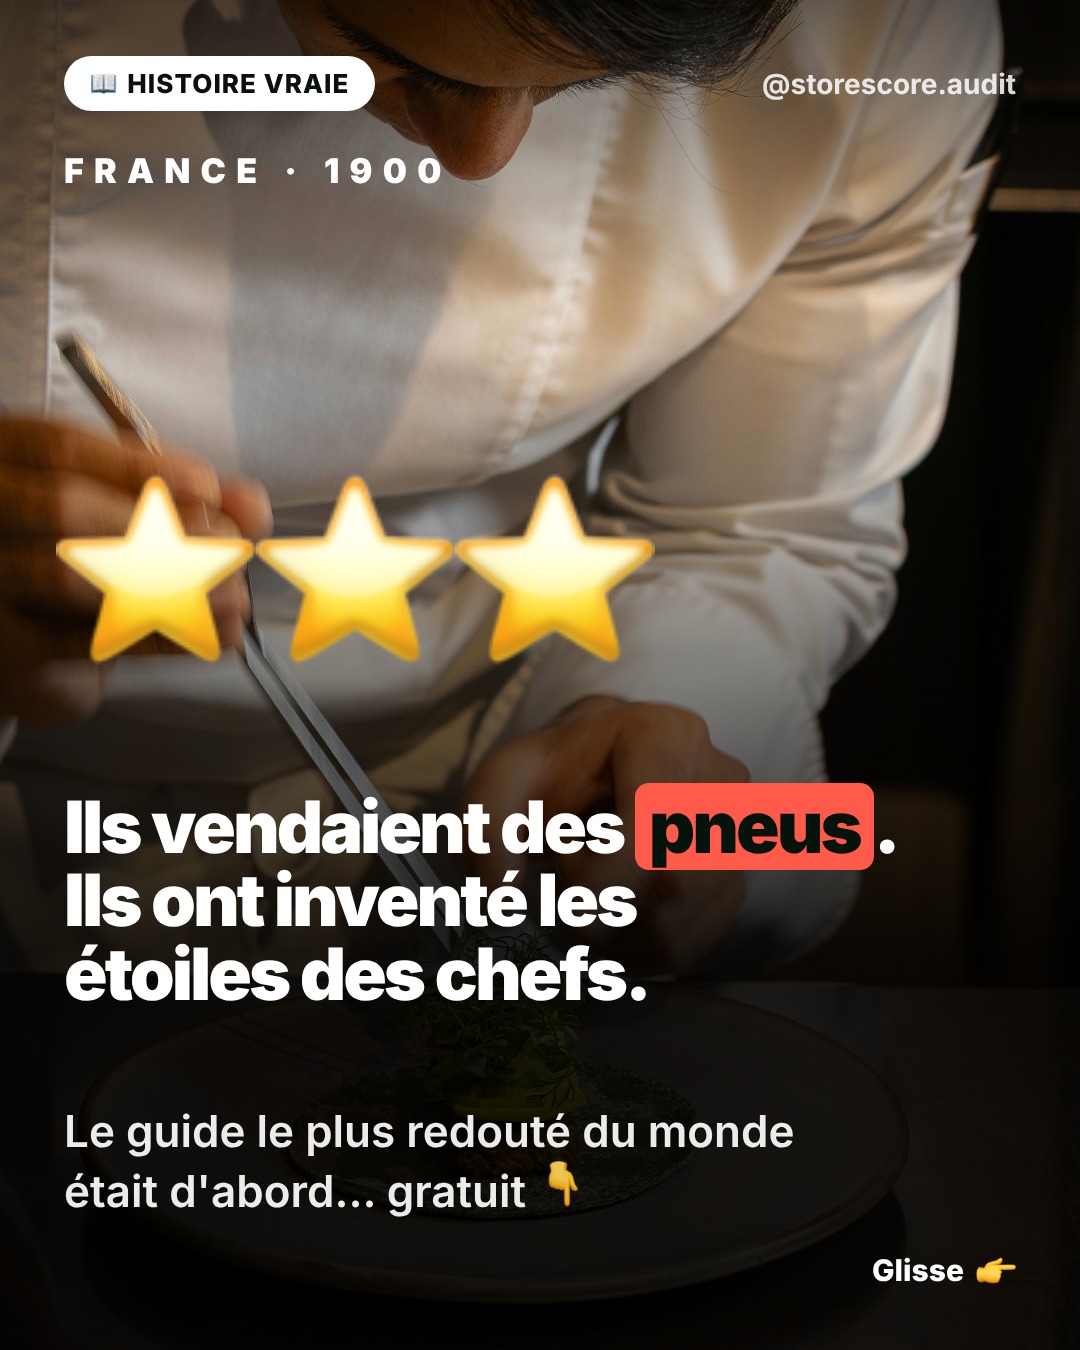 📖 HISTOIRE VRAIE
@storescore.audit
FRANCE · 1900
Ils vendaient des pneus.
Ils ont inventé les
étoiles des chefs.
Le guide le plus redouté du monde
était d'abord... gratuit 👇
Glisse 👉